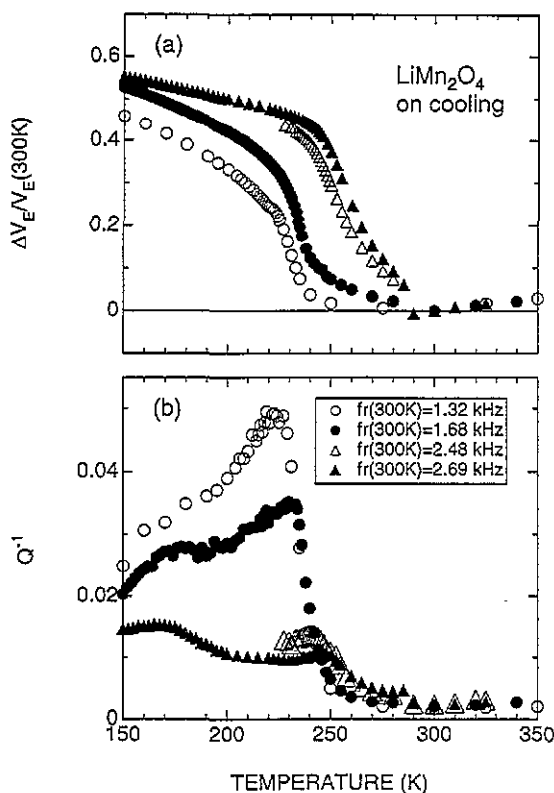 (a)
LiMn2O4
on cooling
0.6
0.4
0.2
0
ΔVE/VE(300K)
(b)
fr(300K)=1.32 kHz
fr(300K)=1.68 kHz
fr(300K)=2.48 kHz
fr(300K)=2.69 kHz
0.04
0.02
0
Q-1
150 200 250 300 350
TEMPERATURE (K)